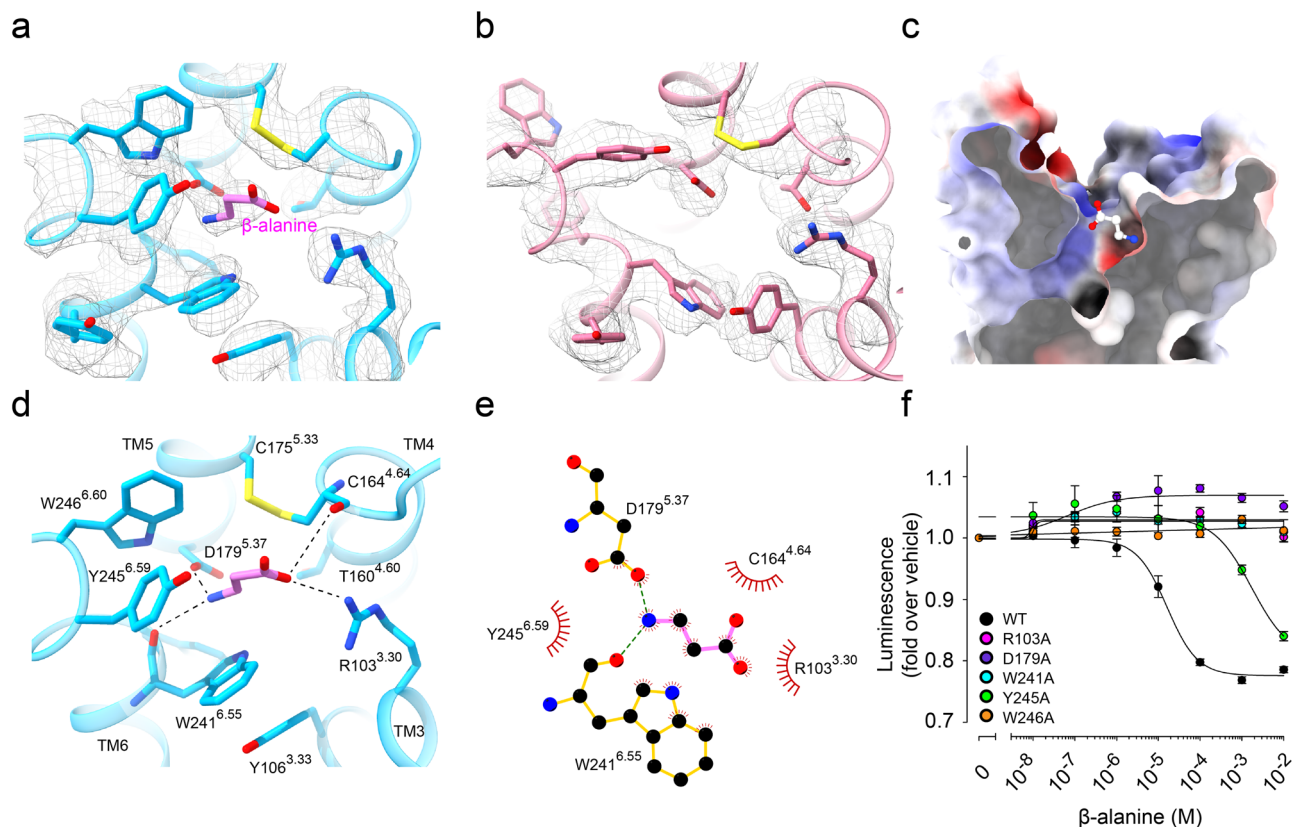 a
b
c
β-alanine
d
e
f
TM5
C175^5.33
TM4
C164^4.64
W246^6.60
D179^5.37
Y245^6.59
T160^4.60
R103^3.30
W241^6.55
TM6
TM3
Y106^3.33
D179^5.37
C164^4.64
Y245^6.59
R103^3.30
W241^6.55
Luminescence
(fold over vehicle)
1.1
1.0
0.9
0.8
0.7
WT
R103A
D179A
W241A
Y245A
W246A
0
10^-8
10^-7
10^-6
10^-5
10^-4
10^-3
10^-2
β-alanine (M)